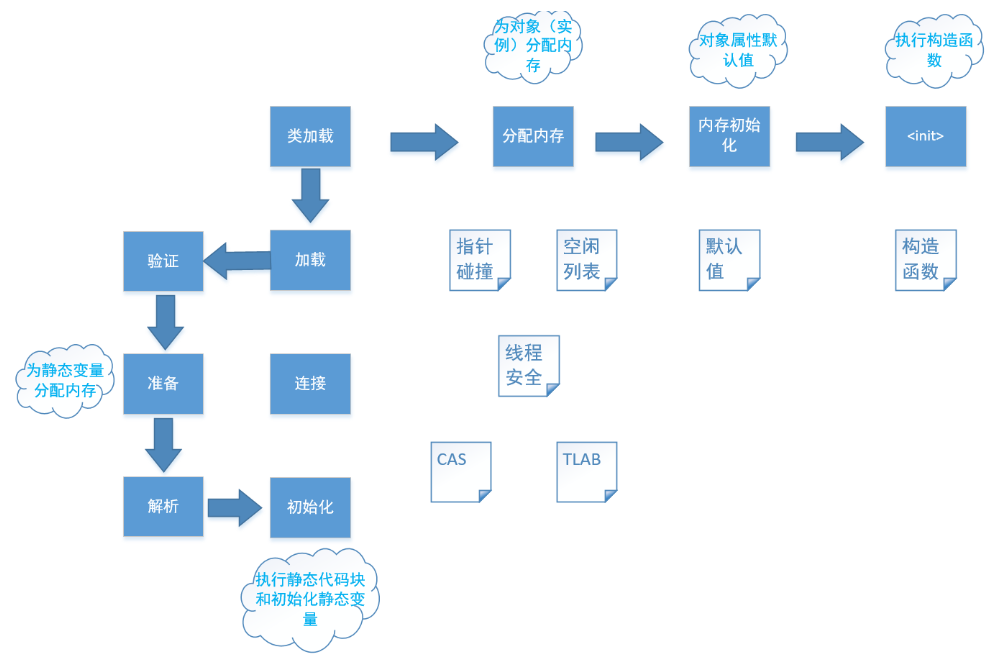 为对象（实
例）分配内
存
对象属性默
认值
执行构造函
数
类加载
分配内存
内存初始
化
<init>
验证
加载
指针
碰撞
空闲
列表
默认
值
构造
函数
为静态变量
分配内存
准备
连接
线程
安全
CAS
TLAB
解析
初始化
执行静态代码块
和初始化静态变
量